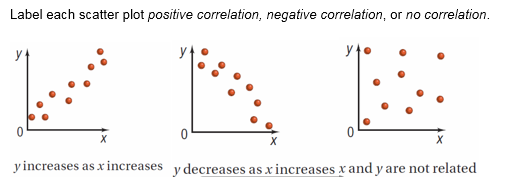 Label each scatter plot positive correlation, negative correlation, or no correlation.
y y y
0 x 0 x 0 x
y increases as x increases y decreases as x increases x and y are not related